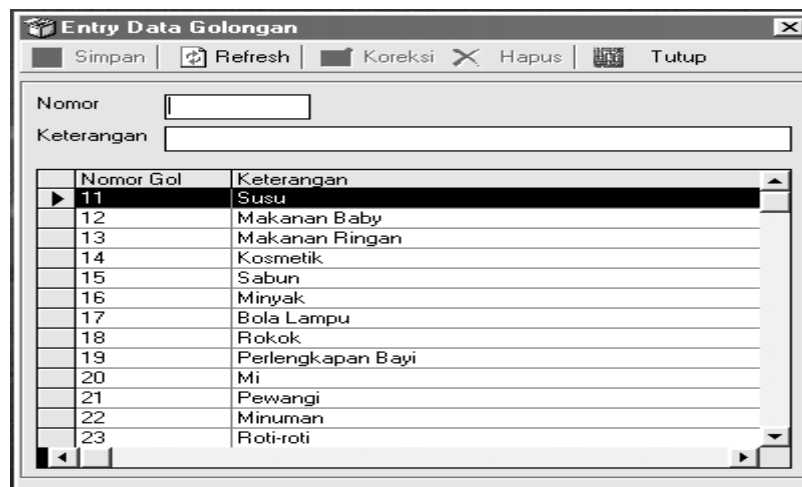 Entry Data Golongan
Simpan Refresh Koreksi Hapus Tutup
Nomor
Keterangan
Nomor Gol Keterangan
11 Susu
12 Makanan Baby
13 Makanan Ringan
14 Kosmetik
15 Sabun
16 Minyak
17 Bola Lampu
18 Rokok
19 Perlengkapan Bayi
20 Mi
21 Pewangi
22 Minuman
23 Roti-roti